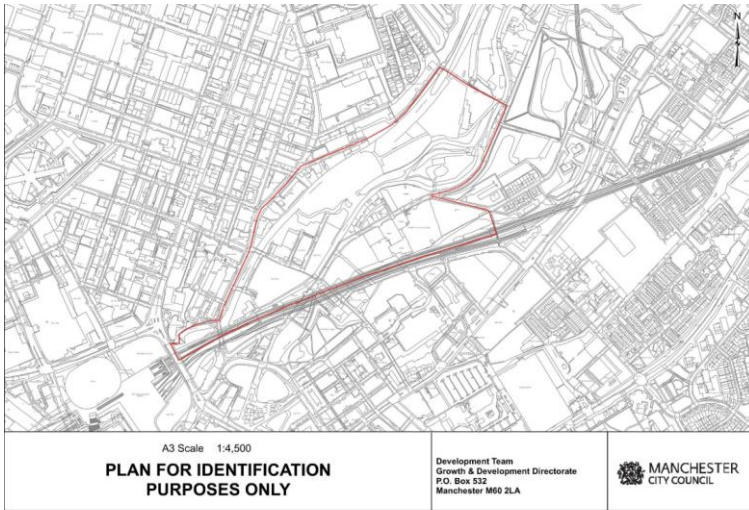 N
A3 Scale 1:4,500
PLAN FOR IDENTIFICATION
PURPOSES ONLY
Development Team
Growth & Development Directorate
P.O. Box 532
Manchester M60 2LA
MANCHESTER
CITY COUNCIL